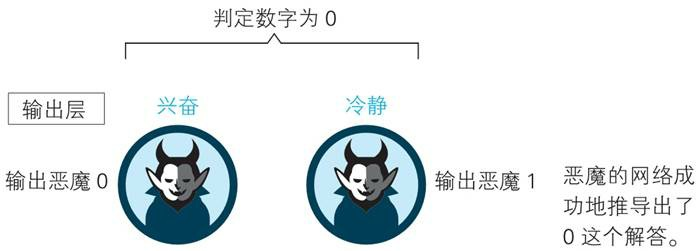 判定数字为 0
输出层
兴奋
冷静
输出恶魔 0
输出恶魔 1
恶魔的网络成
功地推导出了
0 这个解答。